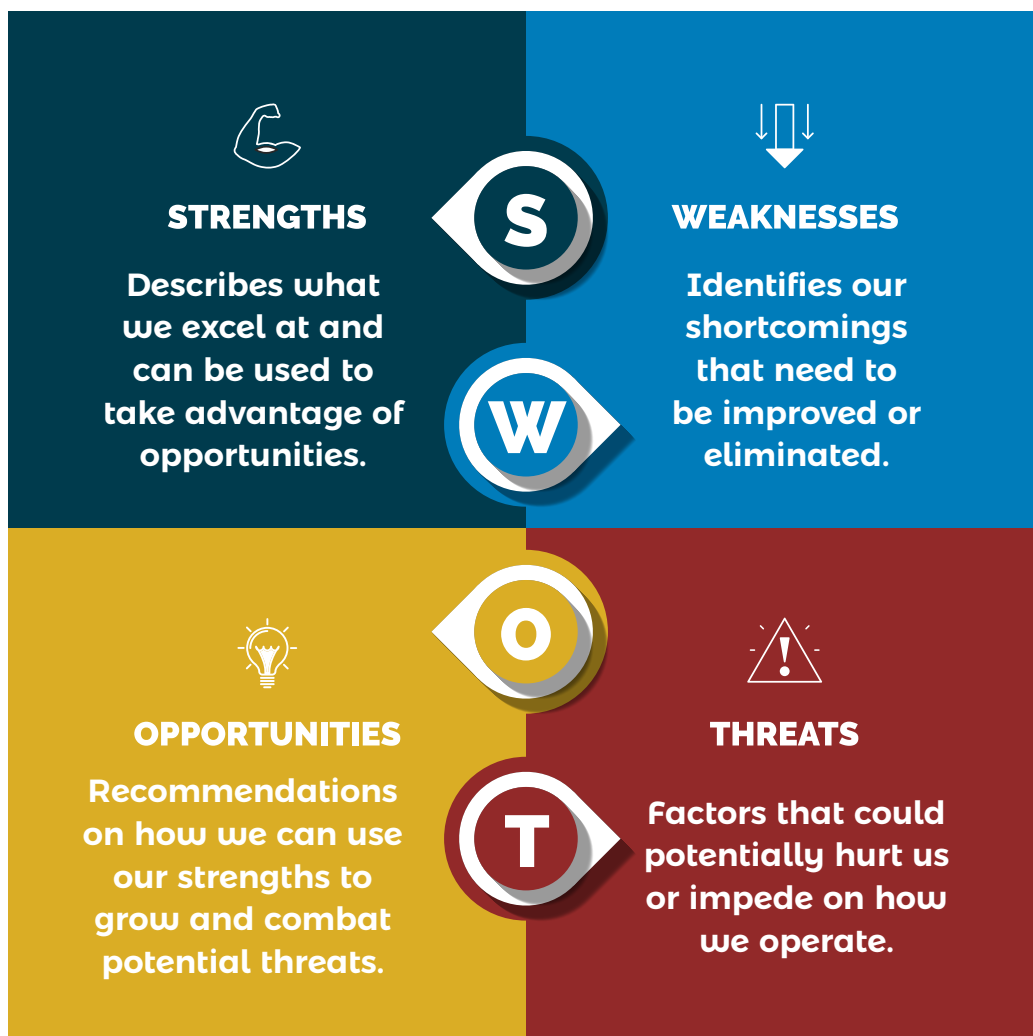 S
STRENGTHS
Describes what
we excel at and
can be used to
take advantage of
opportunities.
W
WEAKNESSES
Identifies our
shortcomings
that need to
be improved or
eliminated.
O
OPPORTUNITIES
Recommendations
on how we can use
our strengths to
grow and combat
potential threats.
T
THREATS
Factors that could
potentially hurt us
or impede on how
we operate.